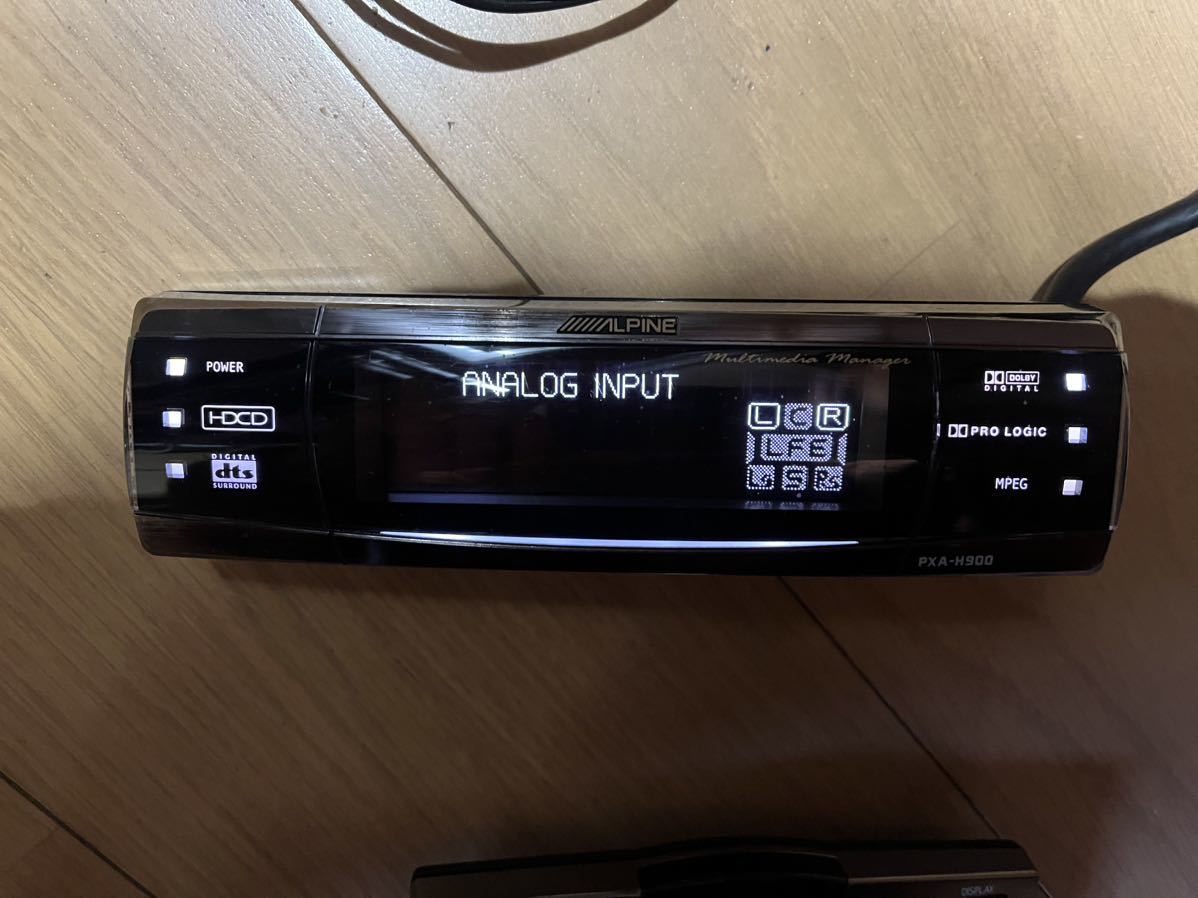 ALPINE
Multimedia Manager
POWER
HDCD
DIGITAL
dts
SURROUND
ANALOG INPUT
L C R
LFE
L S R
DOLBY
DIGITAL
PRO LOGIC
MPEG
PXA-H900
DISPLAY